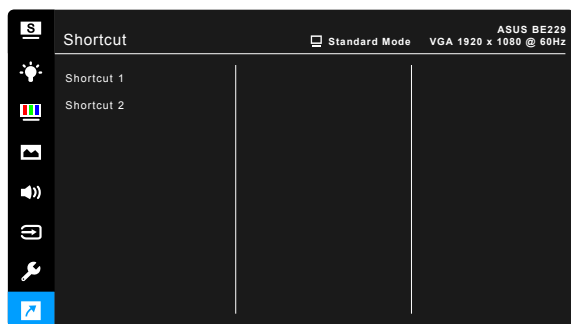 S
ASUS BE229
Shortcut
Standard Mode
VGA 1920 x 1080 @ 60Hz
Shortcut 1
Shortcut 2